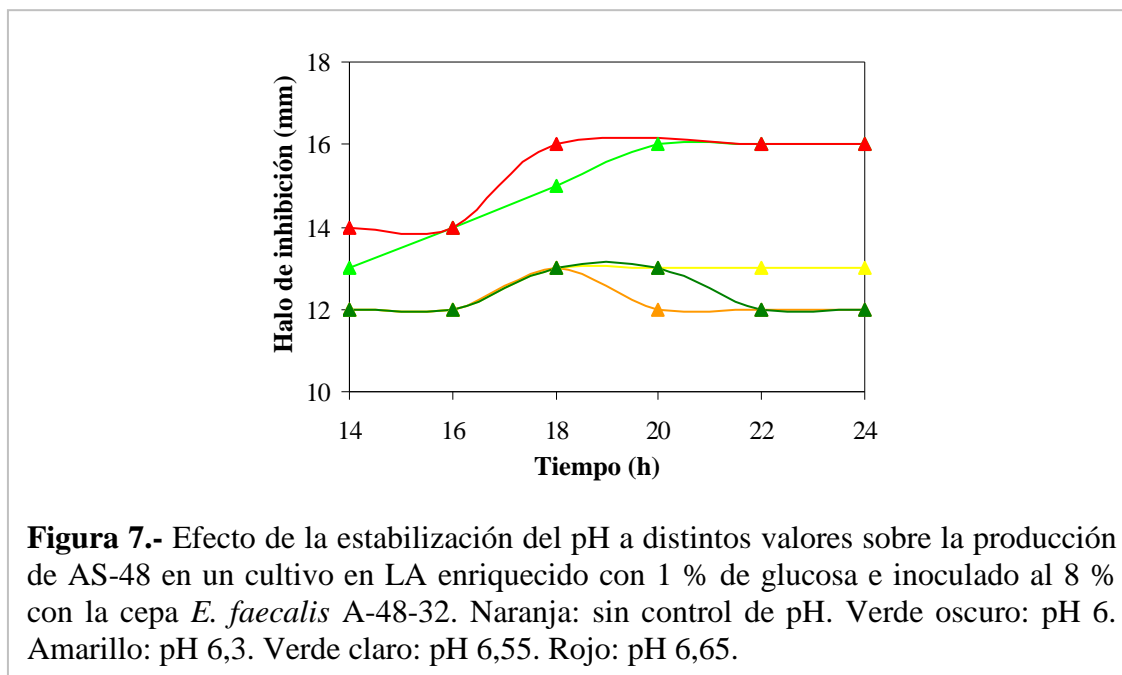 18
16
14
12
10
Halo de inhibición (mm)
14 16 18 20 22 24
Tiempo (h)
Figura 7.- Efecto de la estabilización del pH a distintos valores sobre la producción
de AS-48 en un cultivo en LA enriquecido con 1 % de glucosa e inoculado al 8 %
con la cepa E. faecalis A-48-32. Naranja: sin control de pH. Verde oscuro: pH 6.
Amarillo: pH 6,3. Verde claro: pH 6,55. Rojo: pH 6,65.